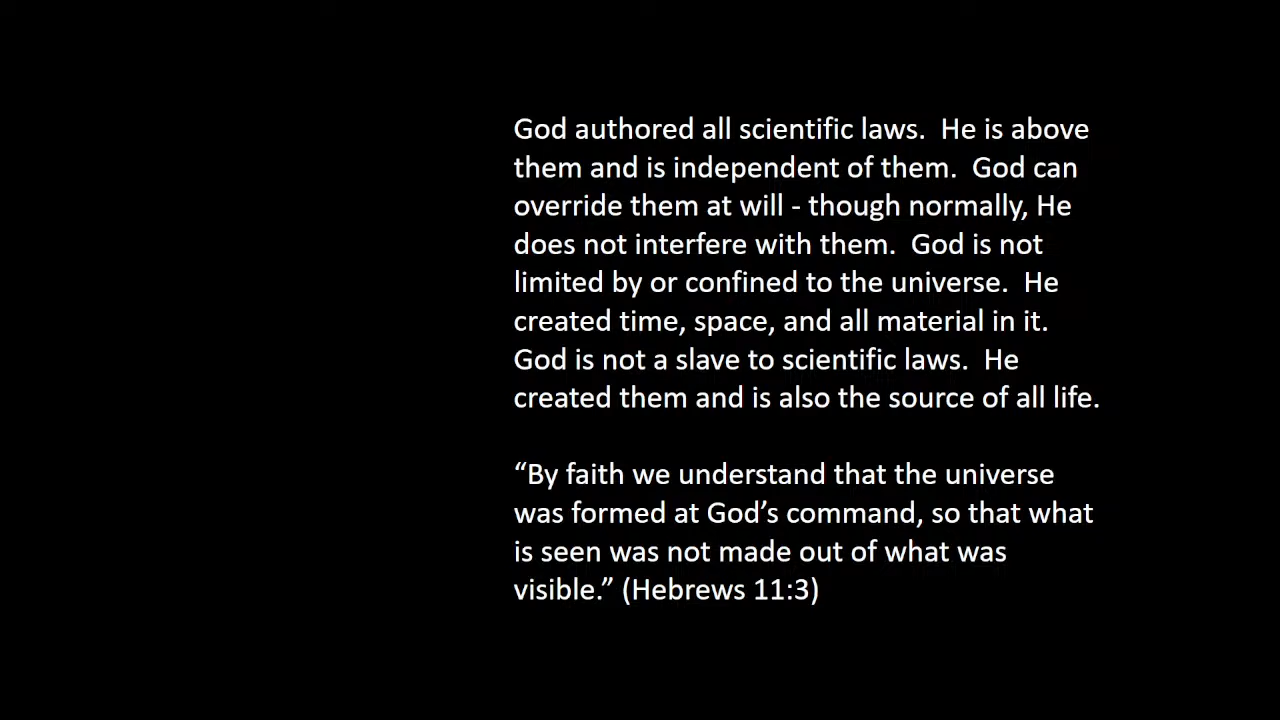 God authored all scientific laws.  He is above
them and is independent of them.  God can
override them at will - though normally, He
does not interfere with them.  God is not
limited by or confined to the universe.  He
created time, space, and all material in it.
God is not a slave to scientific laws.  He
created them and is also the source of all life.
“By faith we understand that the universe
was formed at God’s command, so that what
is seen was not made out of what was
visible.” (Hebrews 11:3)